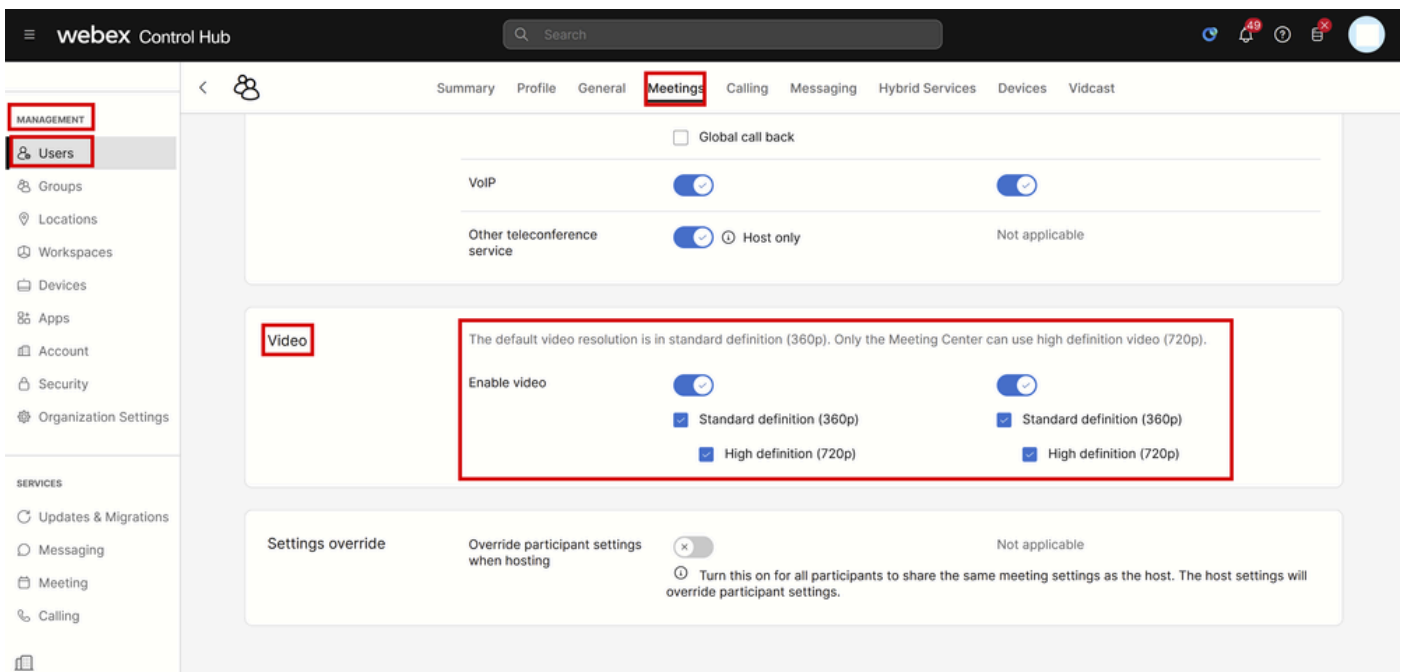 webex Control Hub
Search
49
Summary Profile General Meetings Calling Messaging Hybrid Services Devices Vidcast
MANAGEMENT
Users
Groups
Locations
Workspaces
Devices
Apps
Account
Security
Organization Settings
SERVICES
Updates & Migrations
Messaging
Meeting
Calling
Global call back
VoIP
Other teleconference
service
Host only
Not applicable
Video
The default video resolution is in standard definition (360p). Only the Meeting Center can use high definition video (720p).
Enable video
Standard definition (360p) Standard definition (360p)
High definition (720p) High definition (720p)
Settings override
Override participant settings
when hosting
Not applicable
Turn this on for all participants to share the same meeting settings as the host. The host settings will
override participant settings.